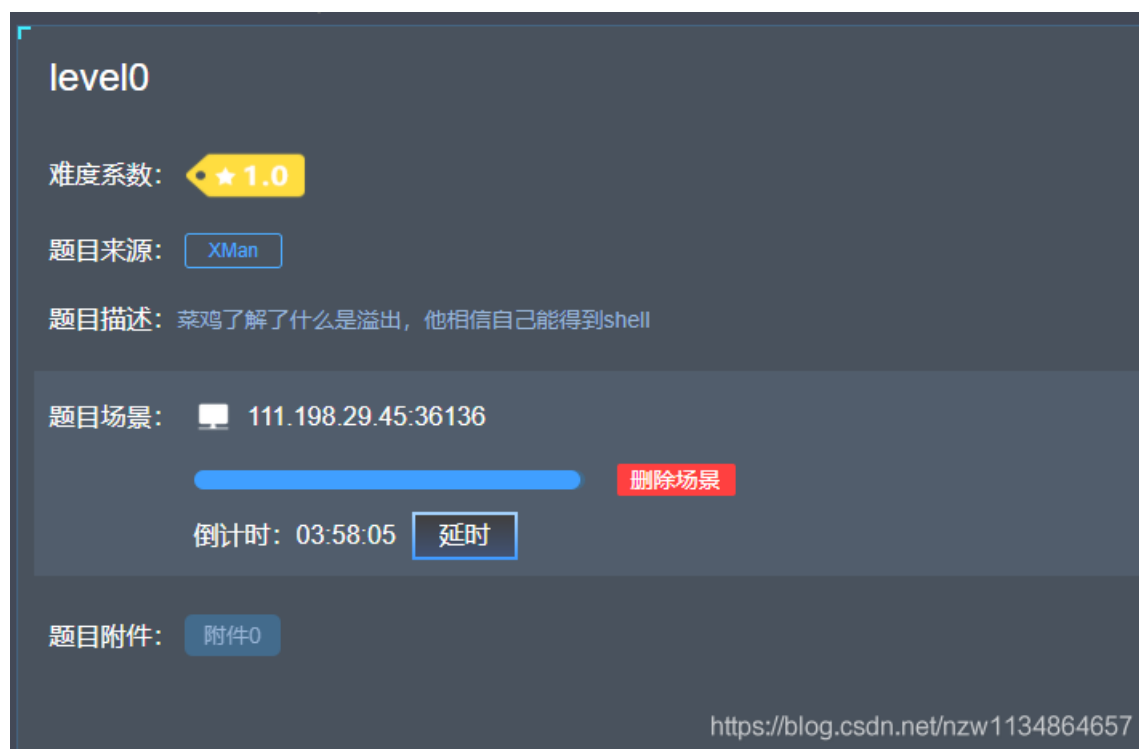 level0
难度系数： 1.0
题目来源： XMan
题目描述： 菜鸡了解了什么是溢出，他相信自己能得到shell
题目场景： 111.198.29.45:36136
删除场景
倒计时：03:58:05 延时
题目附件： 附件0
https://blog.csdn.net/nzw1134864657